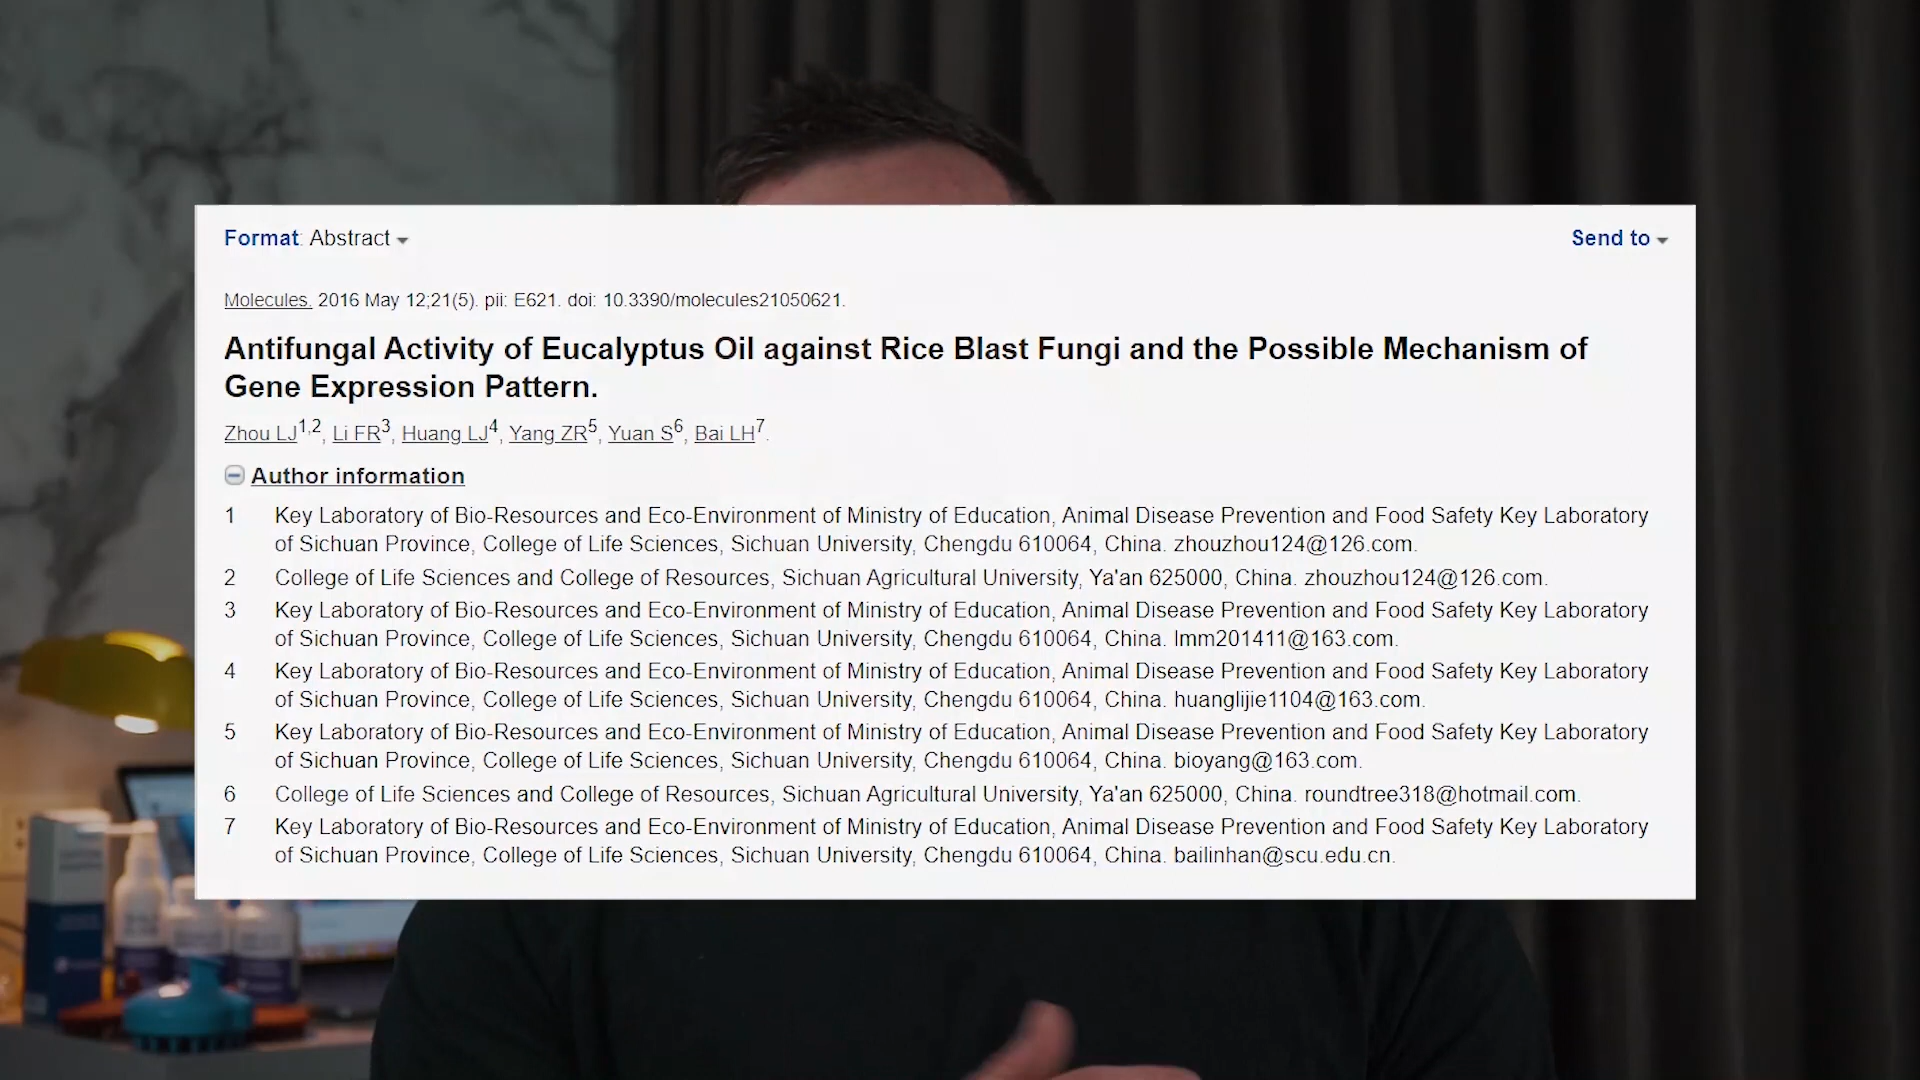 Format: Abstract
Send to
Molecules. 2016 May 12;21(5). pii: E621. doi: 10.3390/molecules21050621.
Antifungal Activity of Eucalyptus Oil against Rice Blast Fungi and the Possible Mechanism of
Gene Expression Pattern.
Zhou LJ1,2, Li FR3, Huang LJ4, Yang ZR5, Yuan S6, Bai LH7.
Author information
1 Key Laboratory of Bio-Resources and Eco-Environment of Ministry of Education, Animal Disease Prevention and Food Safety Key Laboratory
of Sichuan Province, College of Life Sciences, Sichuan University, Chengdu 610064, China. zhouzhou124@126.com.
2 College of Life Sciences and College of Resources, Sichuan Agricultural University, Ya'an 625000, China. zhouzhou124@126.com.
3 Key Laboratory of Bio-Resources and Eco-Environment of Ministry of Education, Animal Disease Prevention and Food Safety Key Laboratory
of Sichuan Province, College of Life Sciences, Sichuan University, Chengdu 610064, China. lmm201411@163.com.
4 Key Laboratory of Bio-Resources and Eco-Environment of Ministry of Education, Animal Disease Prevention and Food Safety Key Laboratory
of Sichuan Province, College of Life Sciences, Sichuan University, Chengdu 610064, China. huanglijie1104@163.com.
5 Key Laboratory of Bio-Resources and Eco-Environment of Ministry of Education, Animal Disease Prevention and Food Safety Key Laboratory
of Sichuan Province, College of Life Sciences, Sichuan University, Chengdu 610064, China. bioyang@163.com.
6 College of Life Sciences and College of Resources, Sichuan Agricultural University, Ya'an 625000, China. roundtree318@hotmail.com.
7 Key Laboratory of Bio-Resources and Eco-Environment of Ministry of Education, Animal Disease Prevention and Food Safety Key Laboratory
of Sichuan Province, College of Life Sciences, Sichuan University, Chengdu 610064, China. bailinhan@scu.edu.cn.